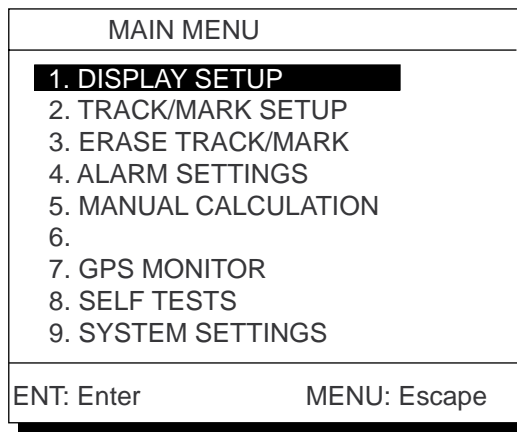 MAIN MENU
1. DISPLAY SETUP
2. TRACK/MARK SETUP
3. ERASE TRACK/MARK
4. ALARM SETTINGS
5. MANUAL CALCULATION
6.
7. GPS MONITOR
8. SELF TESTS
9. SYSTEM SETTINGS
ENT: Enter MENU: Escape